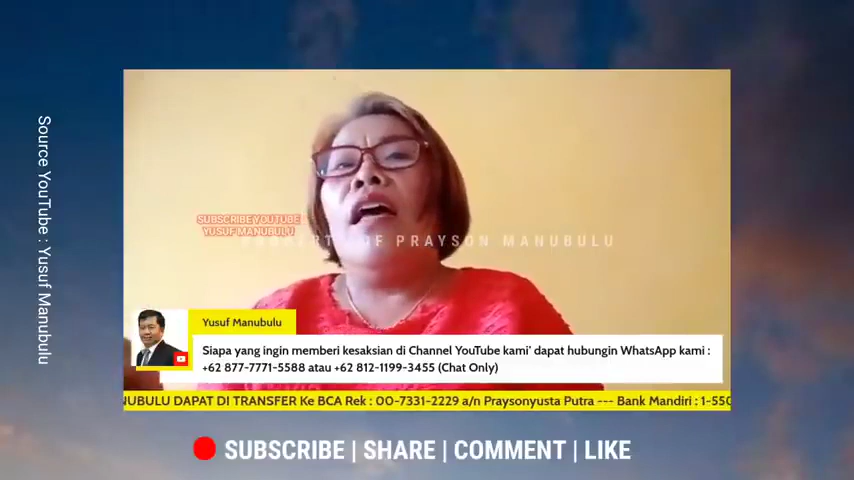 Source YouTube : Yusuf Manubulu
SUBSCRIBE YOUTUBE
YUSUF MANUBULU
OF PRAYSON MANUBULU
Yusuf Manubulu
Siapa yang ingin memberi kesaksian di Channel YouTube kami' dapat hubungin WhatsApp kami :
+62 877-7771-5588 atau +62 812-1199-3455 (Chat Only)
NUBULU DAPAT DI TRANSFER Ke BCA Rek : 00-7331-2229 a/n Praysonyusta Putra --- Bank Mandiri : 1-550
SUBSCRIBE | SHARE | COMMENT | LIKE